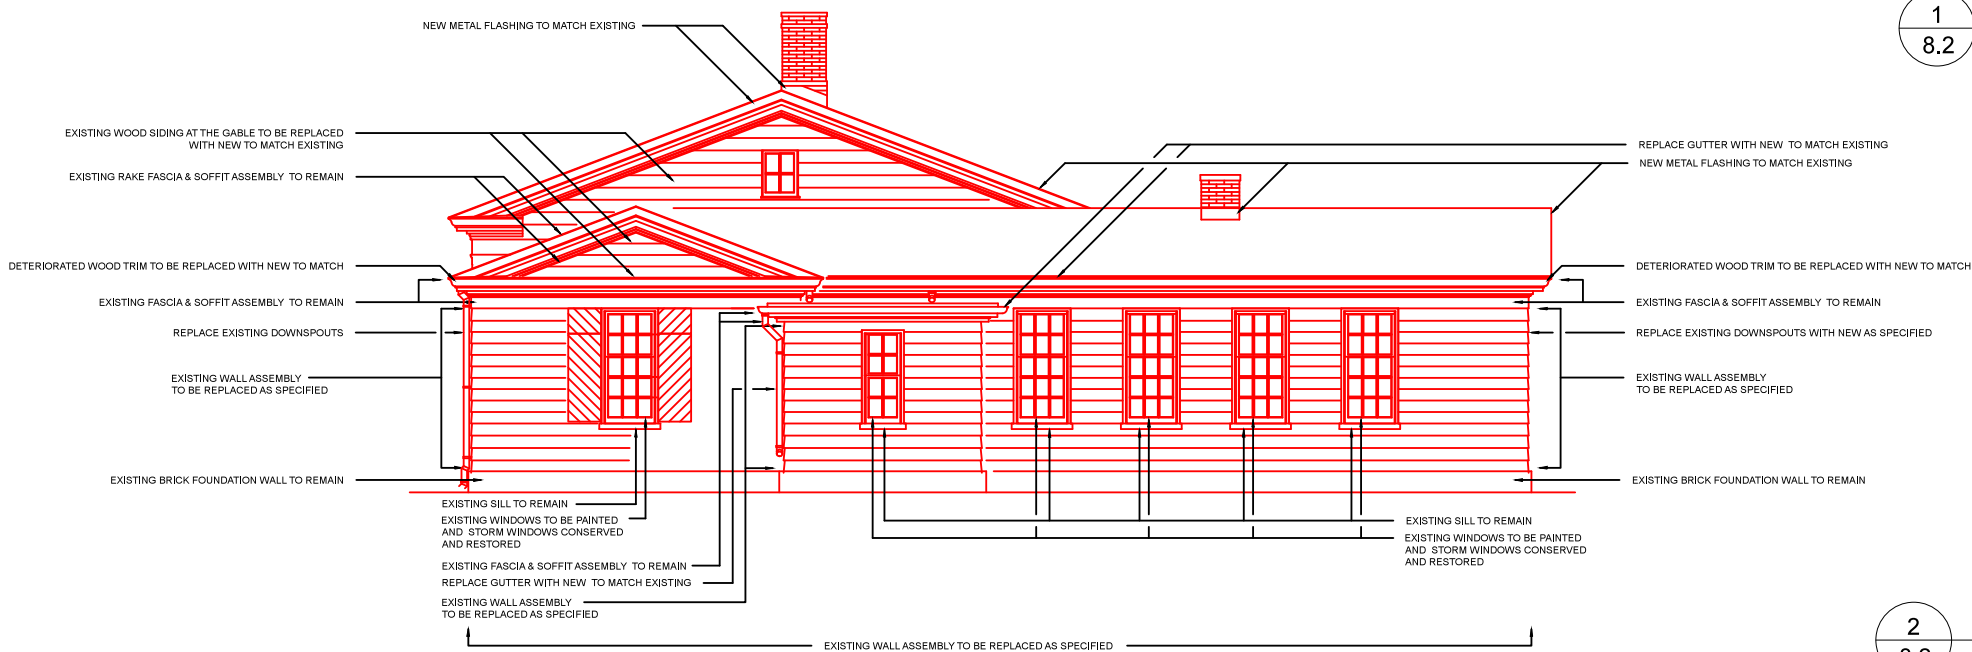 NEW METAL FLASHING TO MATCH EXISTING
1
8.2
EXISTING WOOD SIDING AT THE GABLE TO BE REPLACED
WITH NEW TO MATCH EXISTING
EXISTING RAKE FASCIA & SOFFIT ASSEMBLY TO REMAIN
DETERIORATED WOOD TRIM TO BE REPLACED WITH NEW TO MATCH
EXISTING FASCIA & SOFFIT ASSEMBLY TO REMAIN
REPLACE EXISTING DOWNSPOUTS
EXISTING WALL ASSEMBLY
TO BE REPLACED AS SPECIFIED
EXISTING BRICK FOUNDATION WALL TO REMAIN
REPLACE GUTTER WITH NEW TO MATCH EXISTING
NEW METAL FLASHING TO MATCH EXISTING
DETERIORATED WOOD TRIM TO BE REPLACED WITH NEW TO MATCH
EXISTING FASCIA & SOFFIT ASSEMBLY TO REMAIN
REPLACE EXISTING DOWNSPOUTS WITH NEW AS SPECIFIED
EXISTING WALL ASSEMBLY
TO BE REPLACED AS SPECIFIED
EXISTING BRICK FOUNDATION WALL TO REMAIN
EXISTING SILL TO REMAIN
EXISTING WINDOWS TO BE PAINTED
AND STORM WINDOWS CONSERVED
AND RESTORED
EXISTING FASCIA & SOFFIT ASSEMBLY TO REMAIN
REPLACE GUTTER WITH NEW TO MATCH EXISTING
EXISTING WALL ASSEMBLY
TO BE REPLACED AS SPECIFIED
EXISTING SILL TO REMAIN
EXISTING WINDOWS TO BE PAINTED
AND STORM WINDOWS CONSERVED
AND RESTORED
EXISTING WALL ASSEMBLY TO BE REPLACED AS SPECIFIED
2